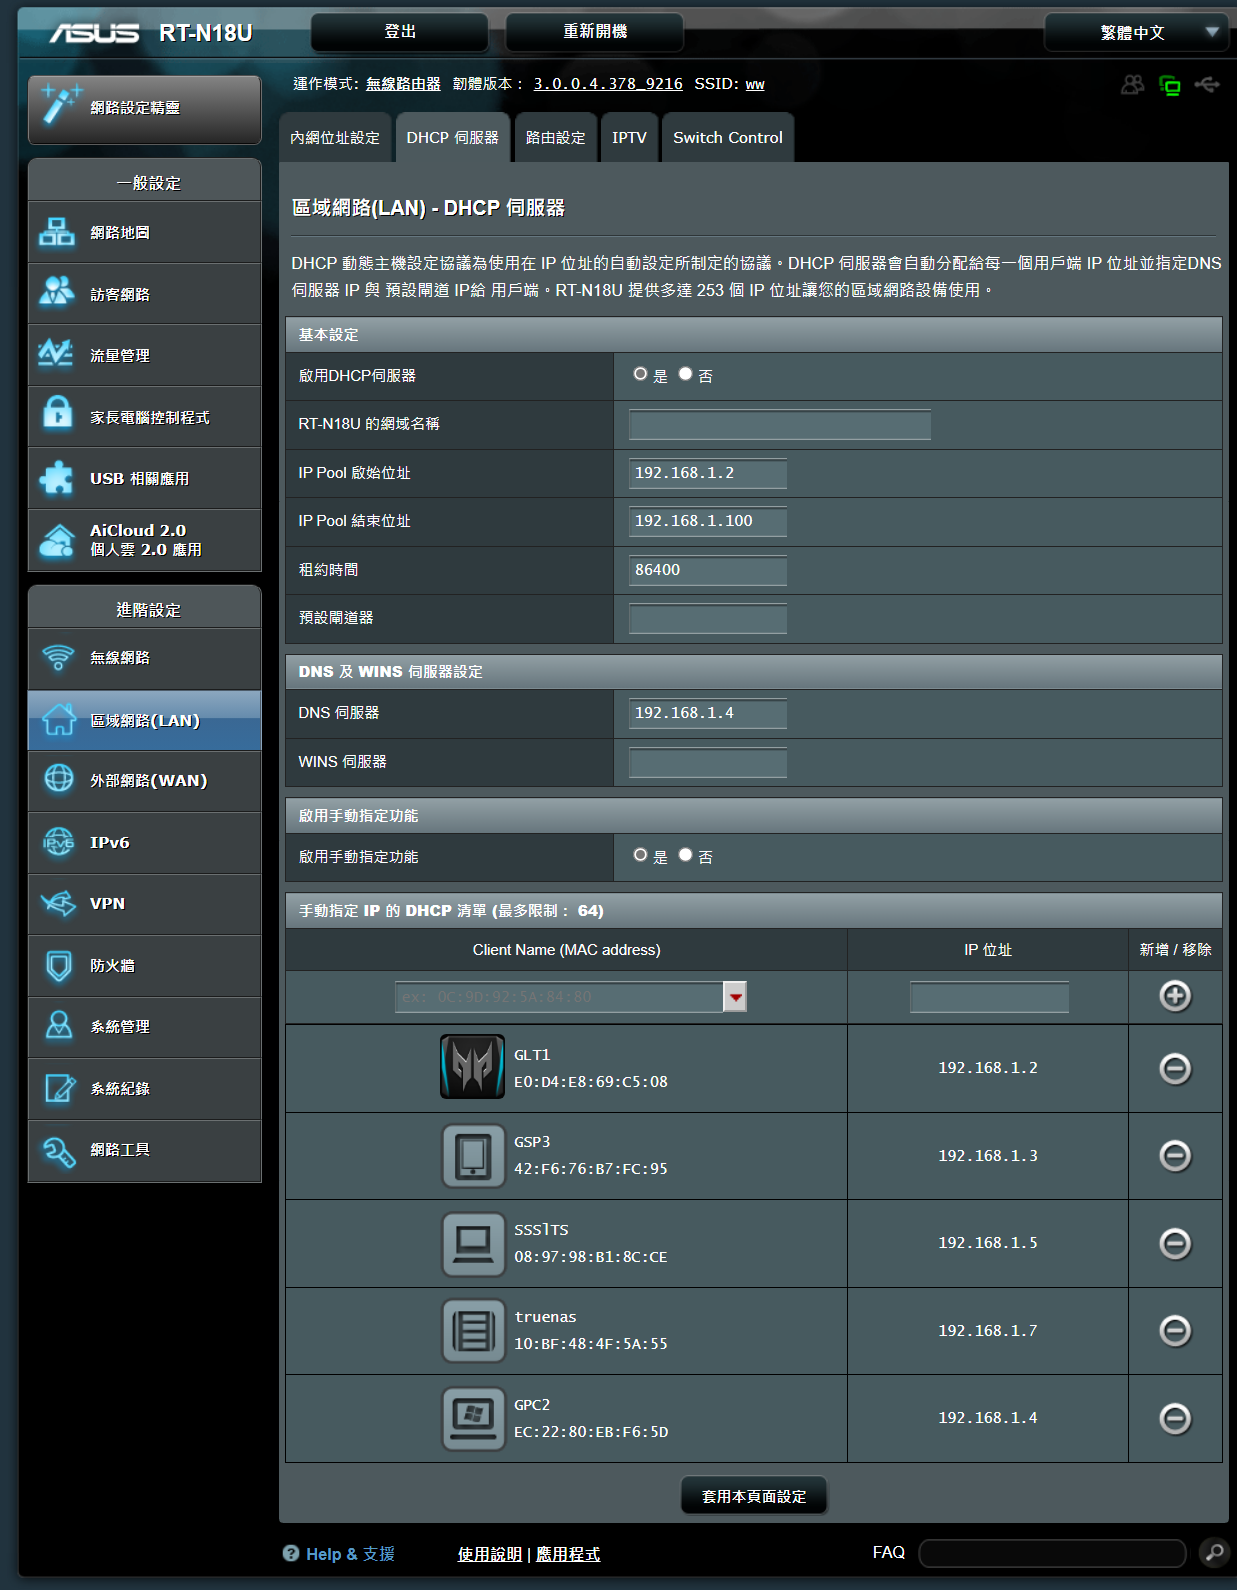 ASUS RT-N18U 登出 重新開機 繁體中文
網路設定精靈
一般設定
網路地圖
訪客網路
流量管理
家長電腦控制程式
USB 相關應用
AiCloud 2.0
個人雲 2.0 應用
進階設定
無線網路
區域網路(LAN)
外部網路(WAN)
IPv6
VPN
防火牆
系統管理
系統紀錄
網路工具
運作模式: 無線路由器 韌體版本： 3.0.0.4.378_9216 SSID: ww
內網位址設定 DHCP 伺服器 路由設定 IPTV Switch Control
區域網路(LAN) - DHCP 伺服器
DHCP 動態主機設定協議為使用在 IP 位址的自動設定所制定的協議。DHCP 伺服器會自動分配給每一個用戶端 IP 位址並指定DNS
伺服器 IP 與 預設閘道 IP給 用戶端。RT-N18U 提供多達 253 個 IP 位址讓您的區域網路設備使用。
基本設定
啟用DHCP伺服器 是 否
RT-N18U 的網域名稱
IP Pool 啟始位址 192.168.1.2
IP Pool 結束位址 192.168.1.100
租約時間 86400
預設閘道器
DNS 及 WINS 伺服器設定
DNS 伺服器 192.168.1.4
WINS 伺服器
啟用手動指定功能
啟用手動指定功能 是 否
手動指定 IP 的 DHCP 清單 (最多限制： 64)
Client Name (MAC address) IP 位址 新增 / 移除
ex: 0C:9D:92:5A:84:80
GLT1
E0:D4:E8:69:C5:08 192.168.1.2
GSP3
42:F6:76:B7:FC:95 192.168.1.3
SSSlTS
08:97:98:B1:8C:CE 192.168.1.5
truenas
10:BF:48:4F:5A:55 192.168.1.7
GPC2
EC:22:80:EB:F6:5D 192.168.1.4
套用本頁面設定
Help & 支援 使用說明 | 應用程式 FAQ